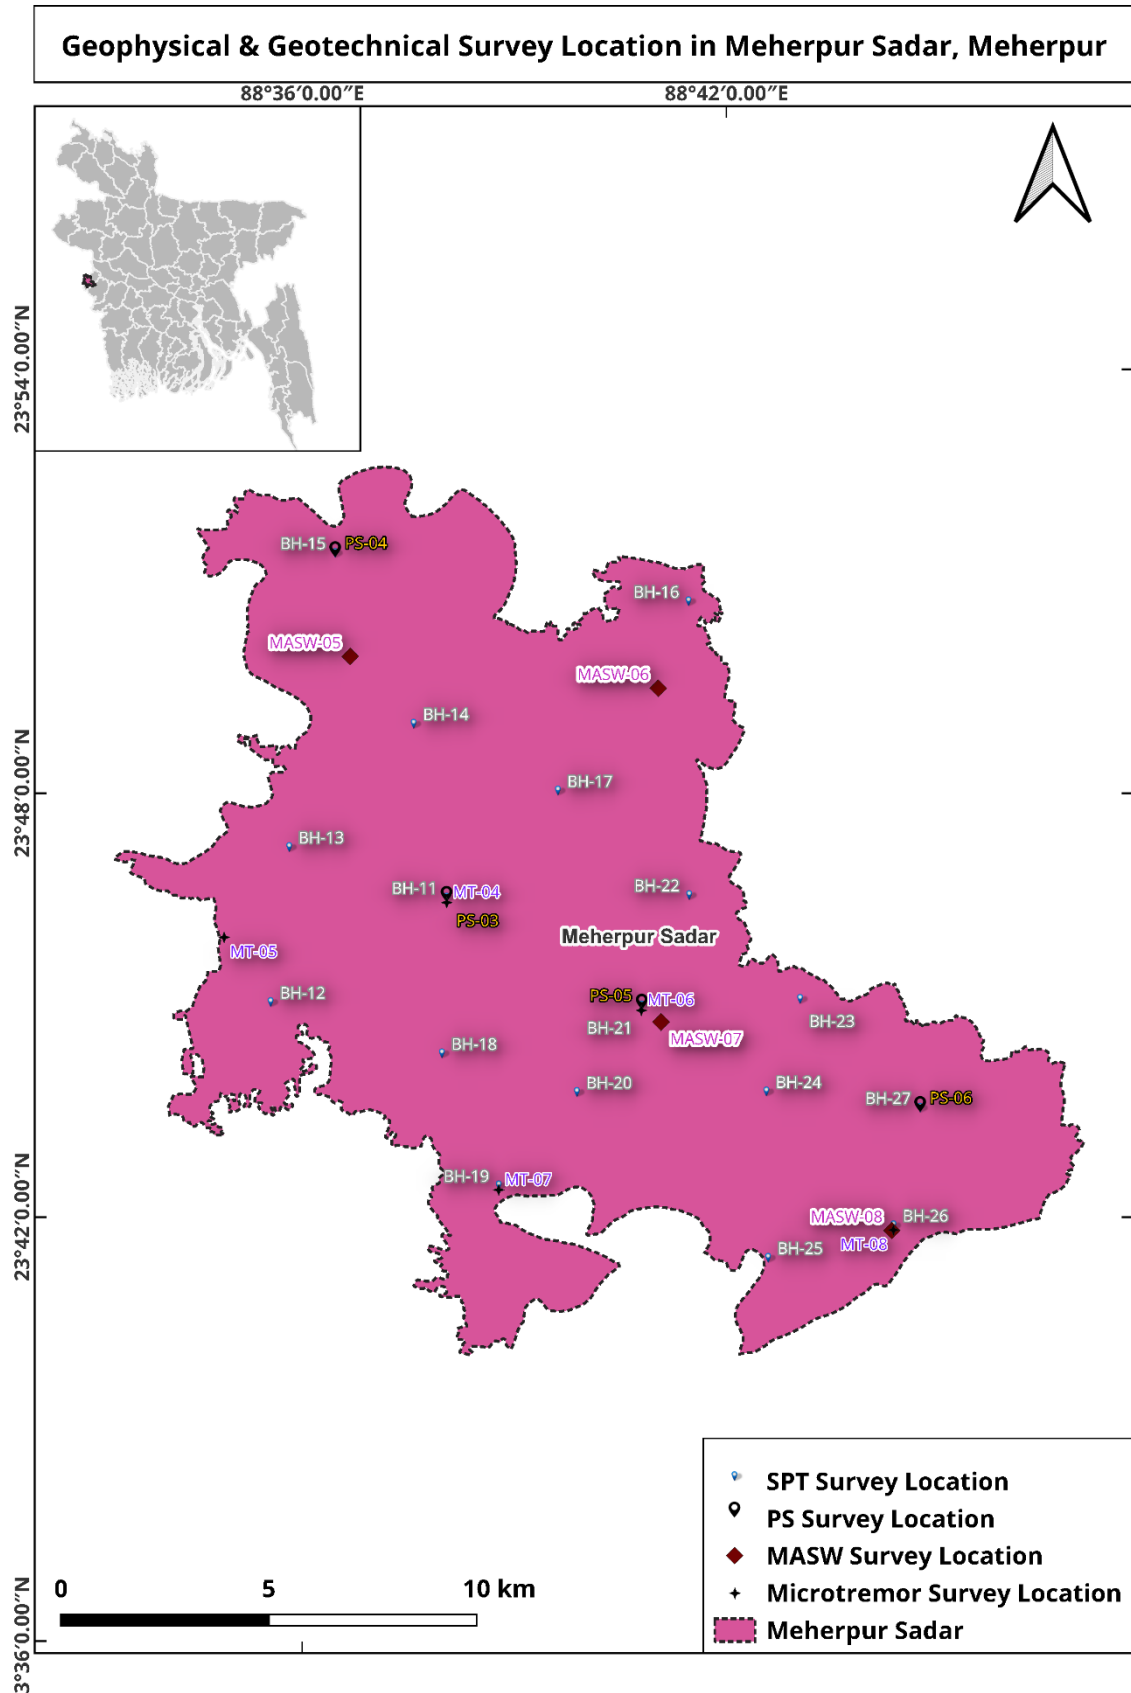 Geophysical & Geotechnical Survey Location in Meherpur Sadar, Meherpur
88°36′0.00″E
88°42′0.00″E
23°54′0.00″N
BH-15
PS-04
BH-16
MASW-05
MASW-06
BH-14
BH-17
23°48′0.00″N
BH-13
BH-11
MT-04
PS-03
BH-22
Meherpur Sadar
MT-05
BH-12
PS-05
MT-06
BH-21
MASW-07
BH-23
BH-18
BH-20
BH-24
BH-27
PS-06
BH-19
MT-07
23°42′0.00″N
MASW-08
BH-26
MT-08
BH-25
SPT Survey Location
PS Survey Location
MASW Survey Location
Microtremor Survey Location
Meherpur Sadar
0 5 10 km
3°36′0.00″N